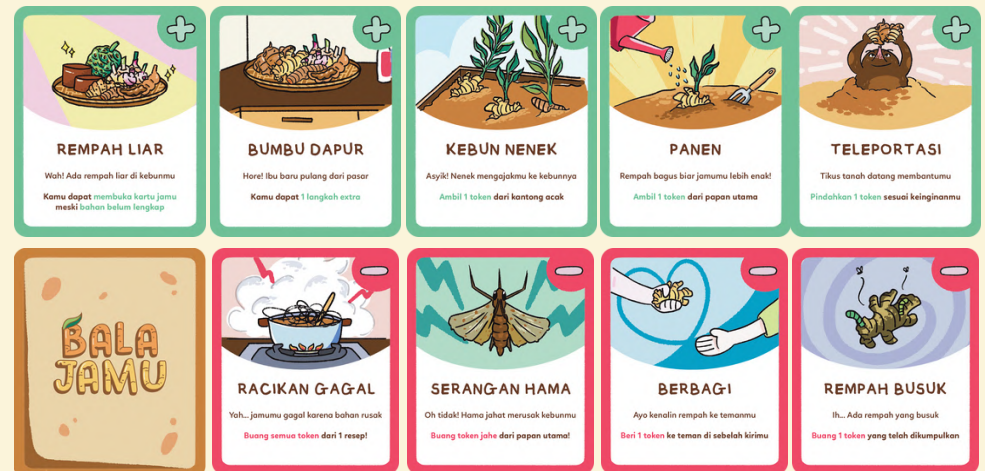 REMPAH LIAR
Wah! Ada rempah liar di kebunmu
Kamu dapat membuka kartu jamu
meski bahan belum lengkap
BUMBU DAPUR
Hore! Ibu baru pulang dari pasar
Kamu dapat 1 langkah extra
KEBUN NENEK
Asyik! Nenek mengajakmu ke kebunnya
Ambil 1 token dari kantong acak
PANEN
Rempah bagus biar jamumu lebih enak!
Ambil 1 token dari papan utama
TELEPORTASI
Tikus tanah datang membantumu
Pindahkan 1 token sesuai keinginanmu
BALA
JAMU
RACIKAN GAGAL
Yah... jamumu gagal karena bahan rusak
Buang semua token dari 1 resep!
SERANGAN HAMA
Oh tidak! Hama jahat merusak kebunmu
Buang token jahe dari papan utama!
BERBAGI
Ayo kenalin rempah ke temanmu
Beri 1 token ke teman di sebelah kirimu
REMPAH BUSUK
Ih... Ada rempah yang busuk
Buang 1 token yang telah dikumpulkan